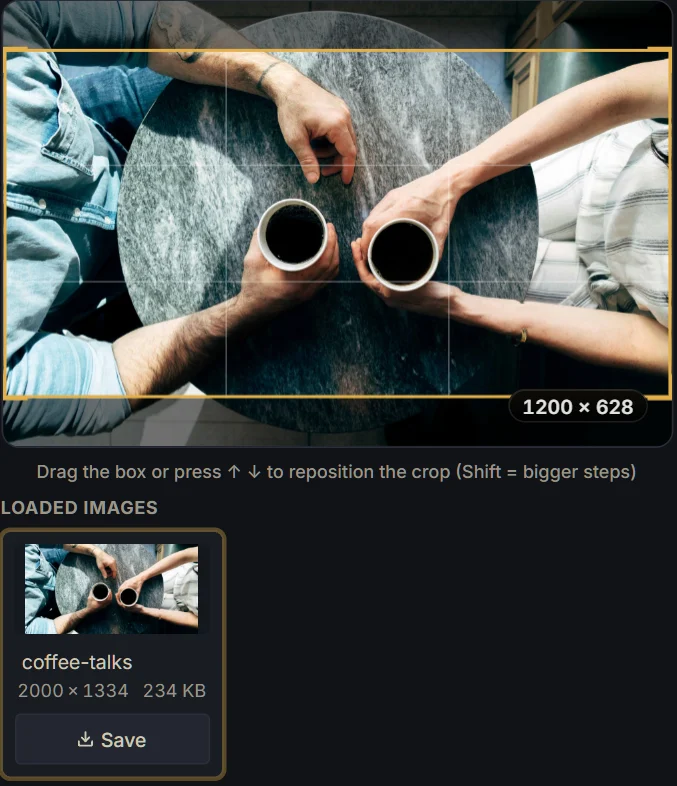 1200 × 628
Drag the box or press ↑ ↓ to reposition the crop (Shift = bigger steps)
LOADED IMAGES
coffee-talks
2000 × 1334 234 KB
Save